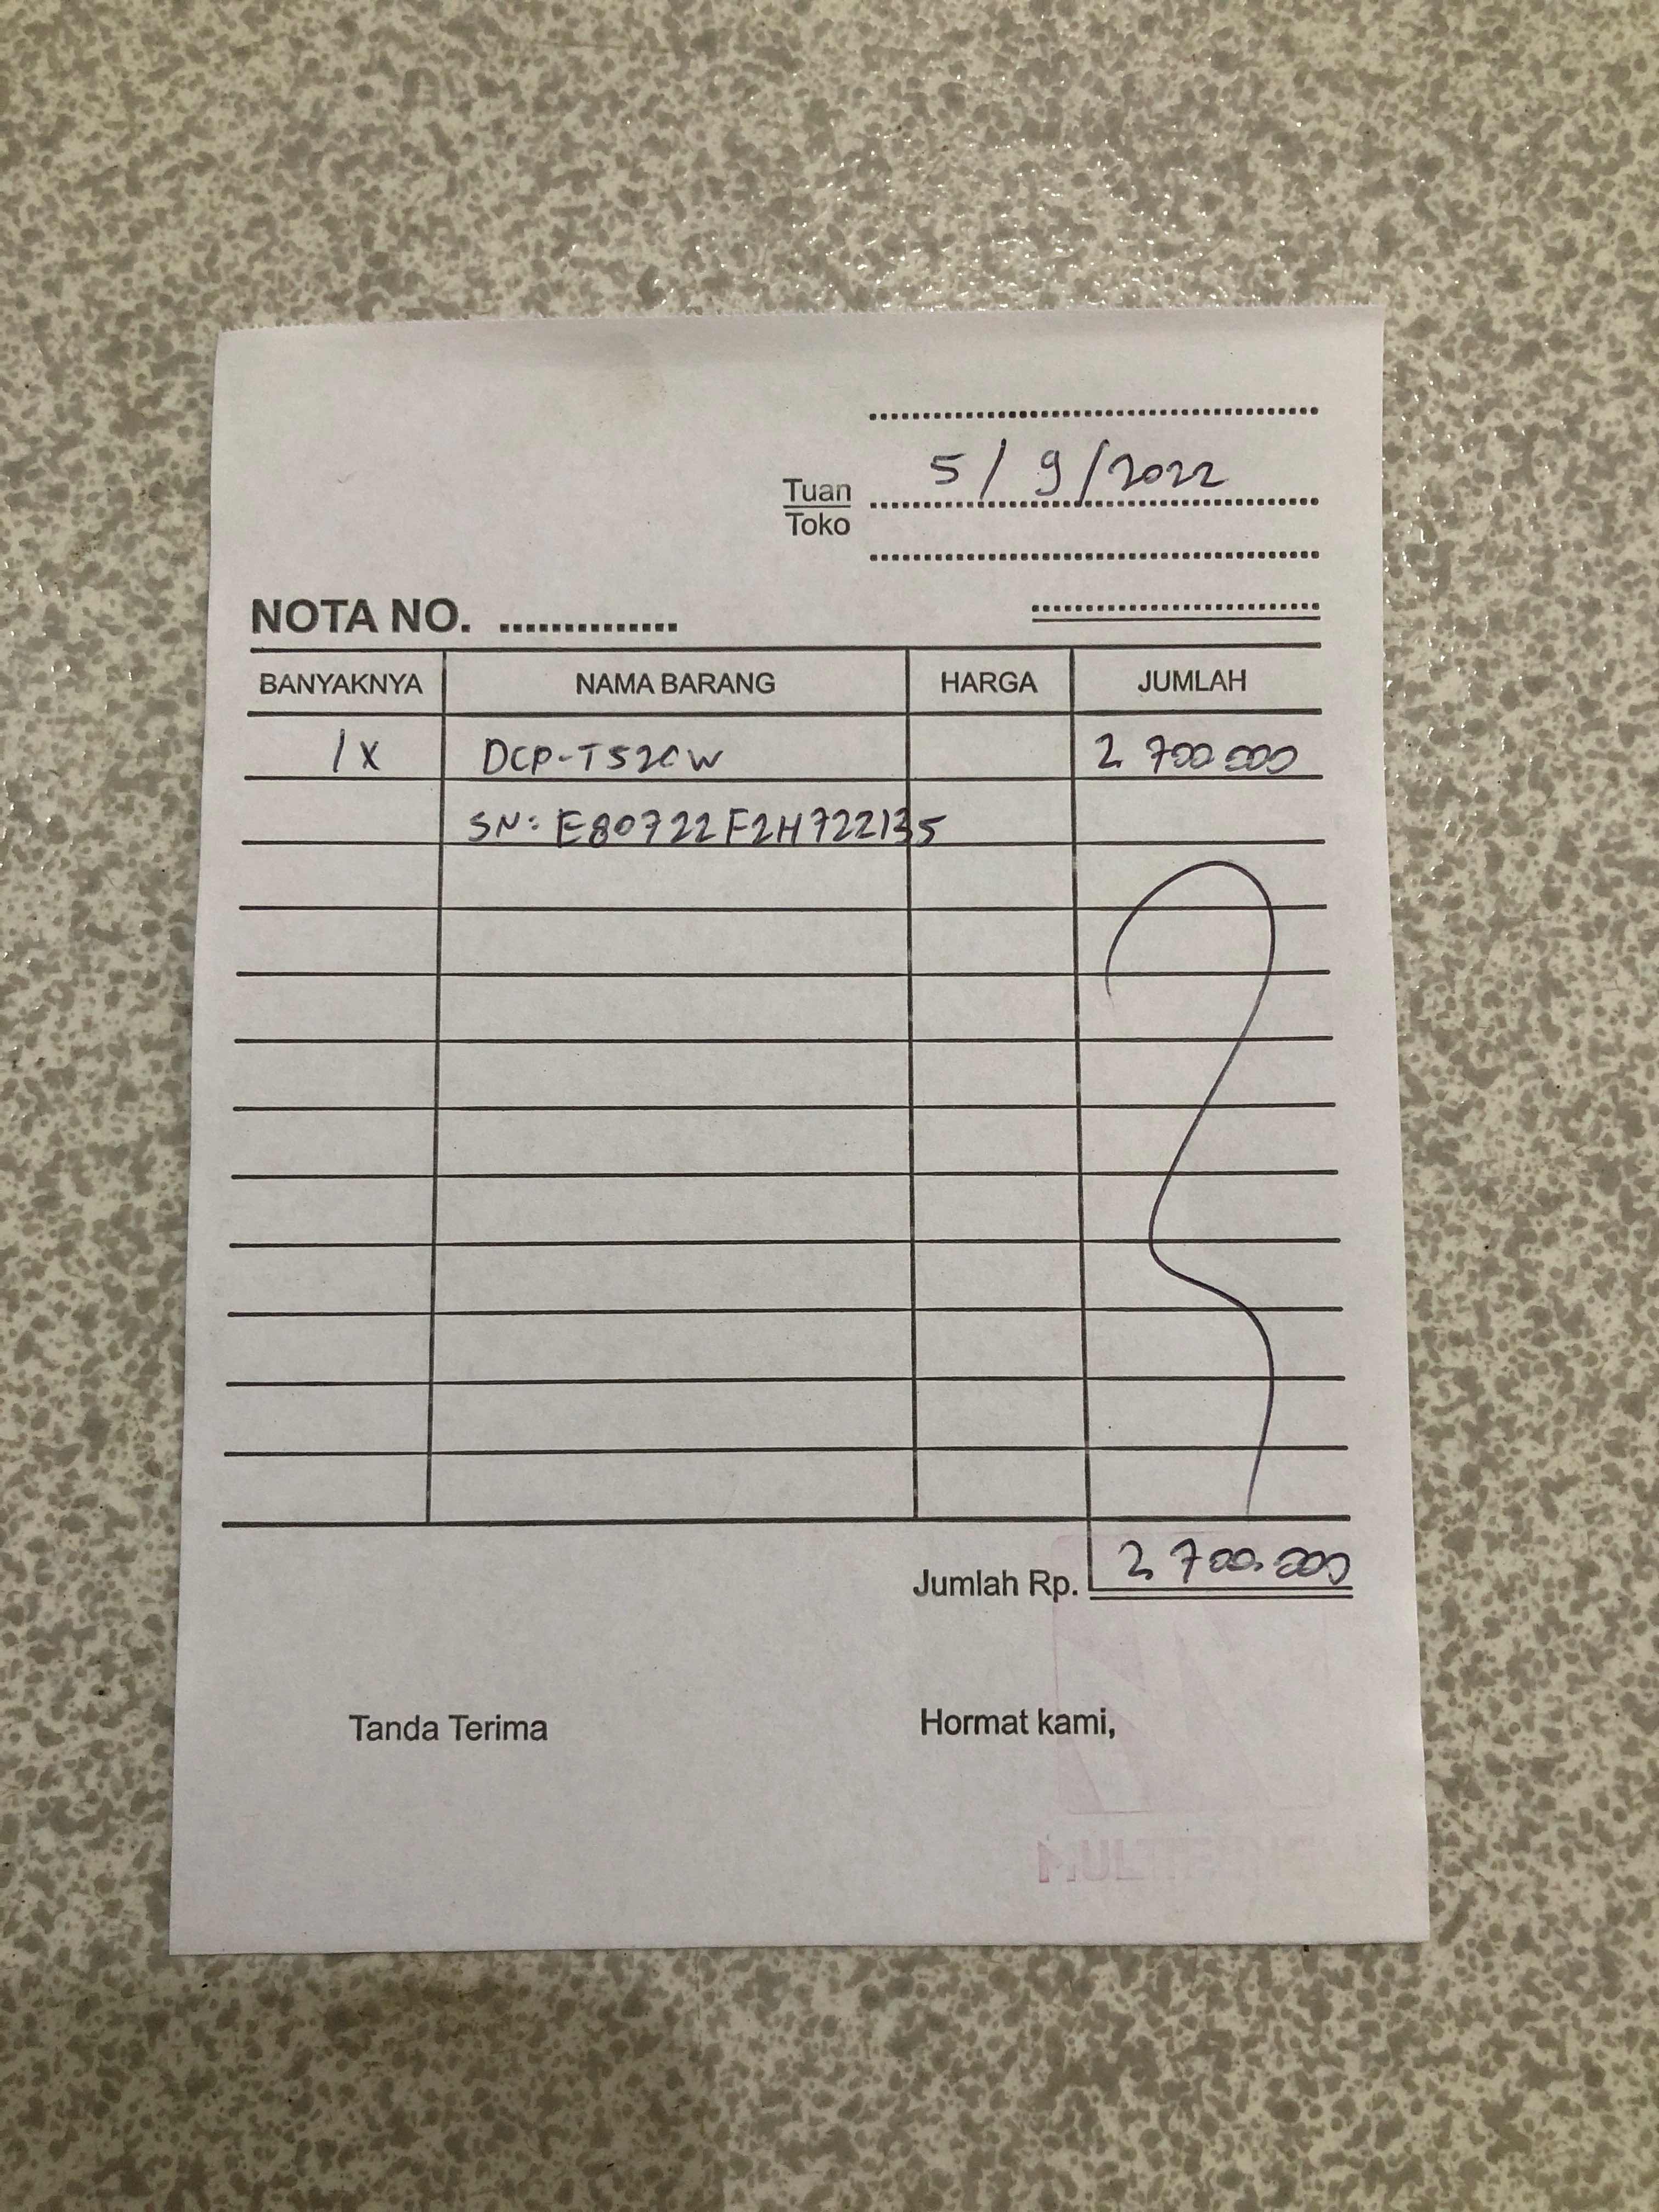 5/9/2022
Tuan
Toko
NOTA NO. ..............
BANYAKNYA NAMA BARANG HARGA JUMLAH
1x DCP-T520W 2 700 000
SN: E80722F2H722135
Jumlah Rp. 2 700.000
Tanda Terima Hormat kami,